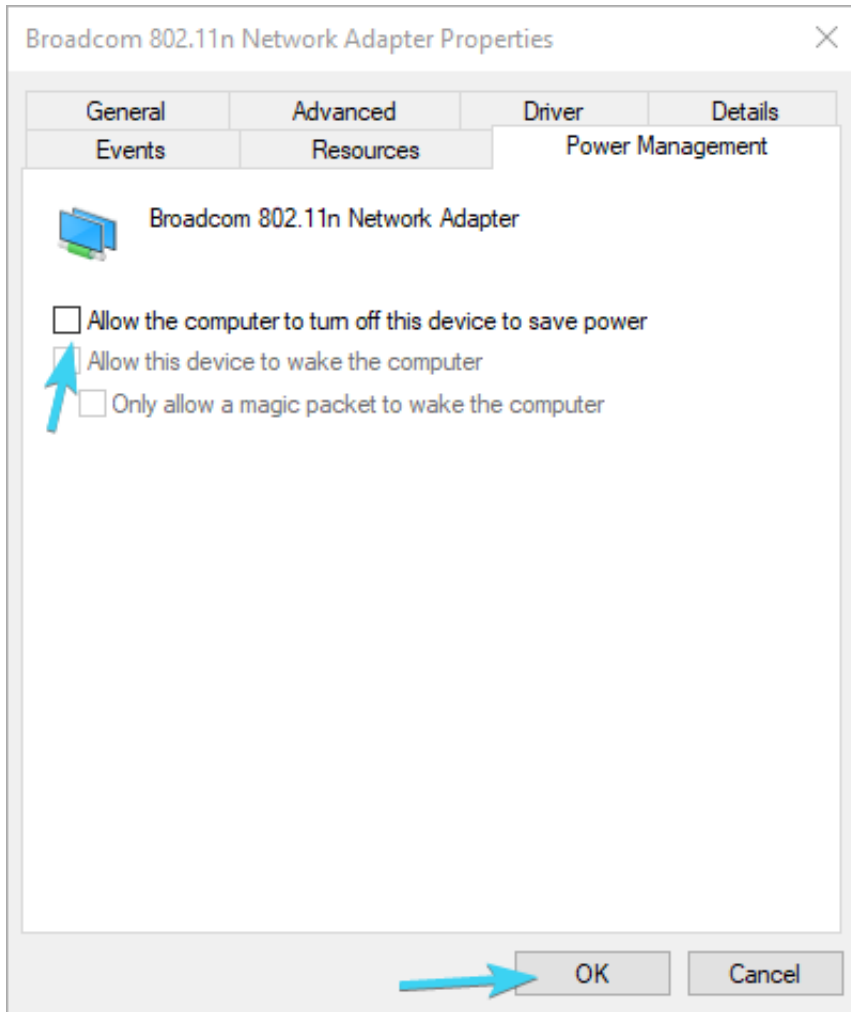 Broadcom 802.11n Network Adapter Properties
General Advanced Driver Details
Events Resources Power Management
Broadcom 802.11n Network Adapter
Allow the computer to turn off this device to save power
Allow this device to wake the computer
Only allow a magic packet to wake the computer
OK Cancel